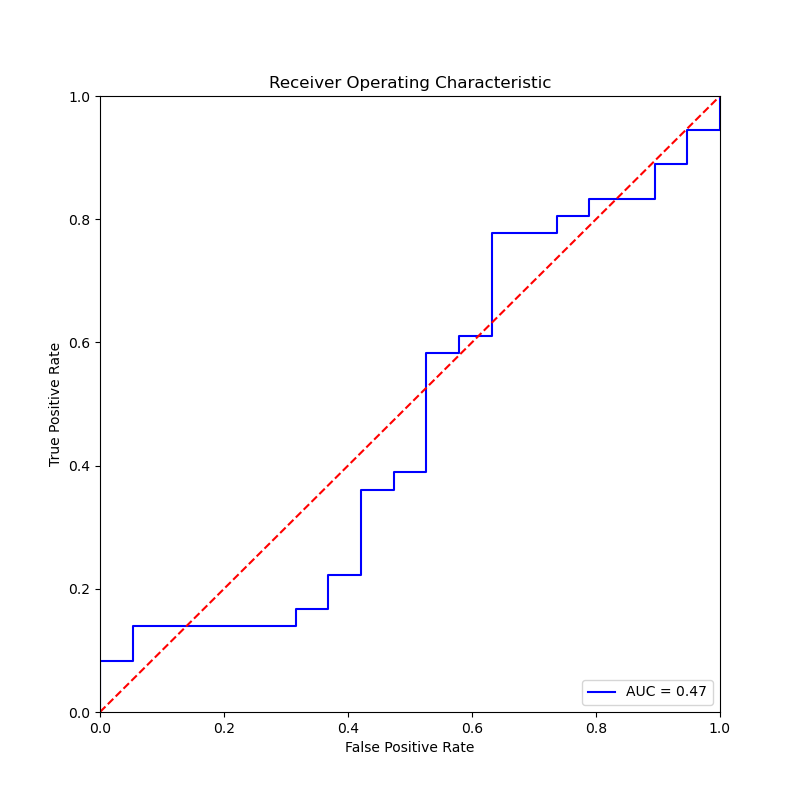 Receiver Operating Characteristic
True Positive Rate
1.0
0.8
0.6
0.4
0.2
0.0
AUC = 0.47
0.0 0.2 0.4 0.6 0.8 1.0
False Positive Rate